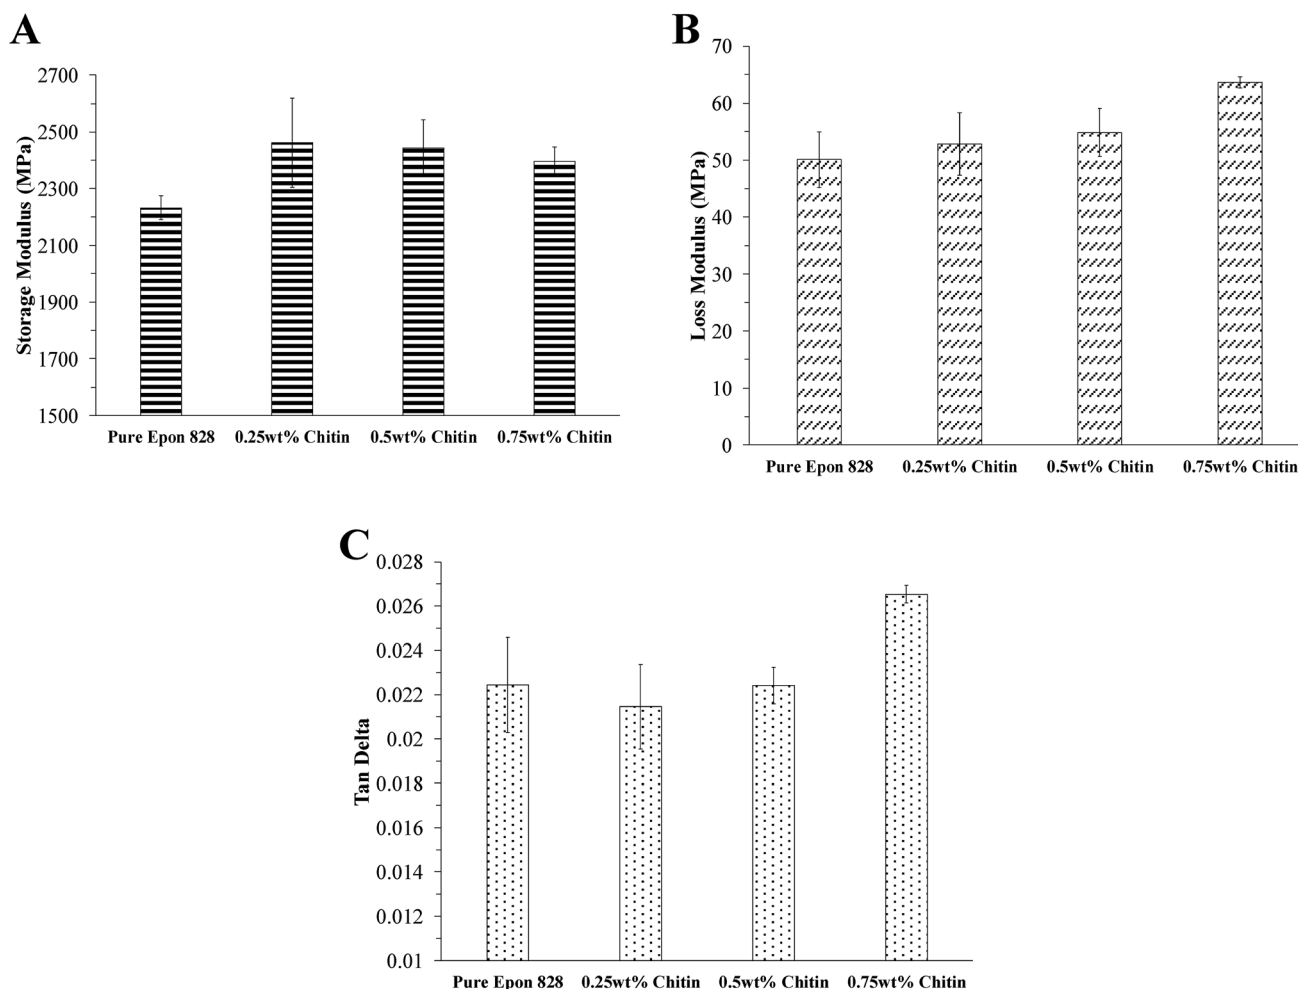 A
Storage Modulus (MPa)
2700
2500
2300
2100
1900
1700
1500
Pure Epon 828 0.25wt% Chitin 0.5wt% Chitin 0.75wt% Chitin
B
Loss Modulus (MPa)
70
60
50
40
30
20
10
0
Pure Epon 828 0.25wt% Chitin 0.5wt% Chitin 0.75wt% Chitin
C
Tan Delta
0.028
0.026
0.024
0.022
0.02
0.018
0.016
0.014
0.012
0.01
Pure Epon 828 0.25wt% Chitin 0.5wt% Chitin 0.75wt% Chitin